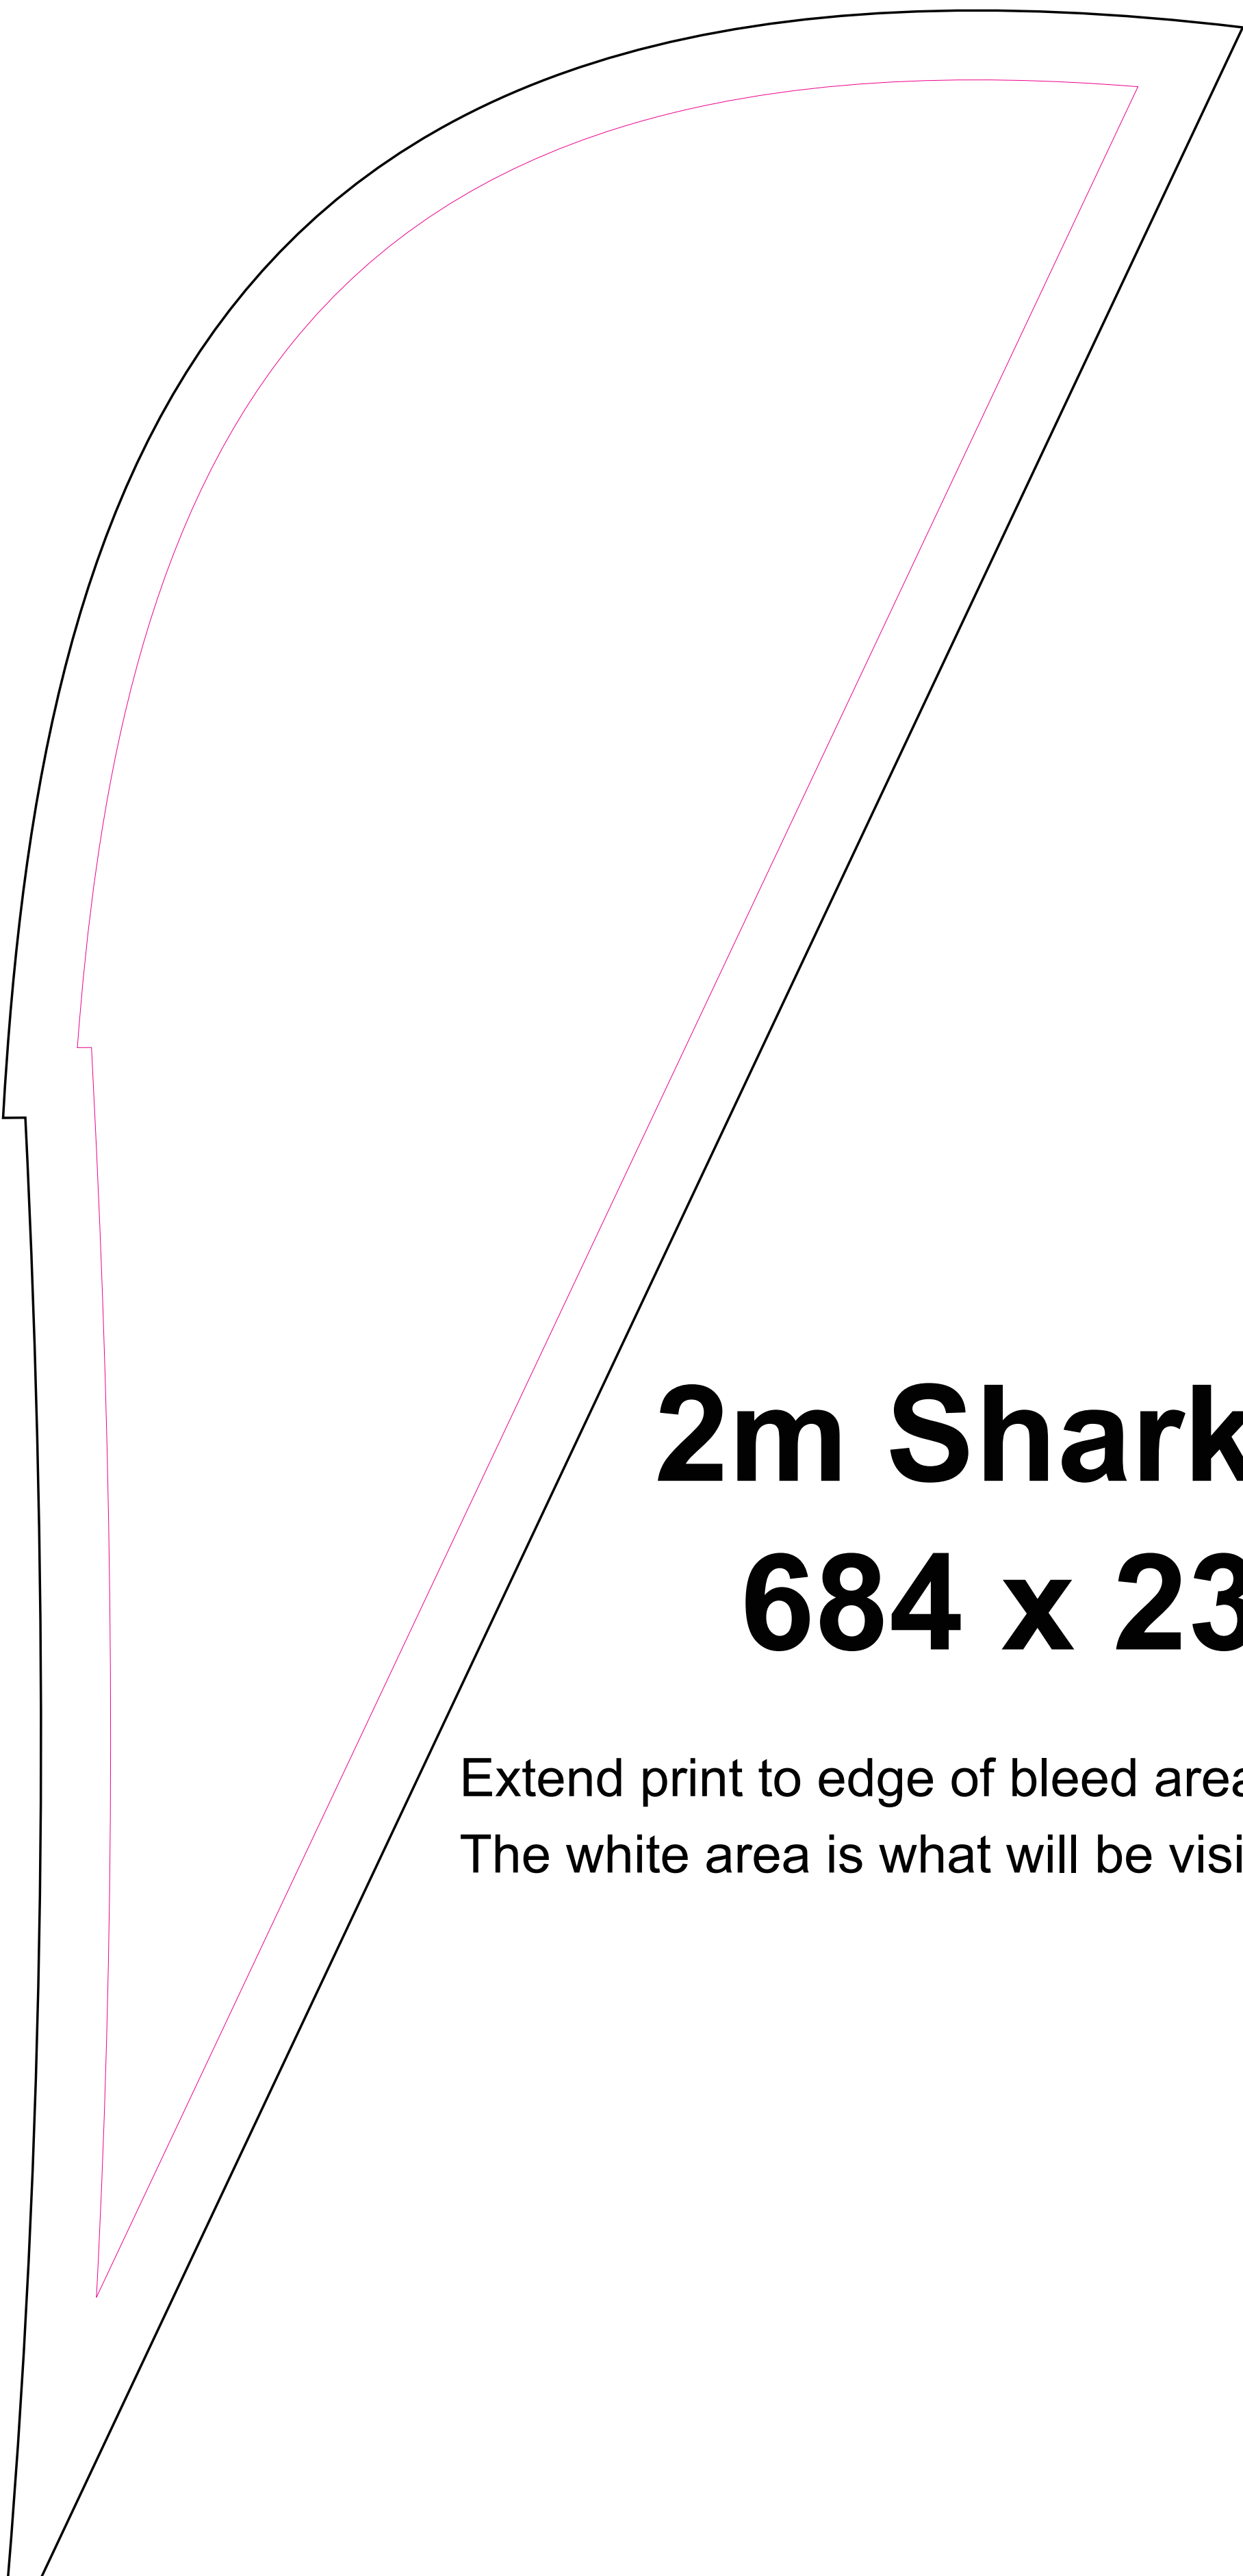 2m Shark
684 x 23
Extend print to edge of bleed area
The white area is what will be visi